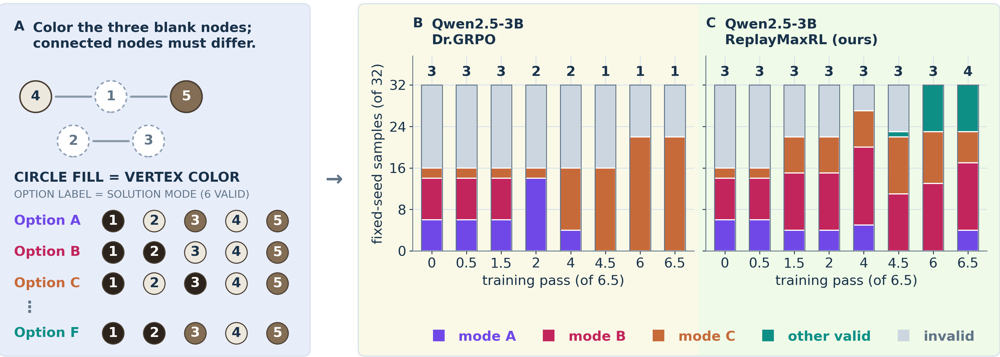 A Color the three blank nodes;
connected nodes must differ.
4 1 5
2 3
CIRCLE FILL = VERTEX COLOR
OPTION LABEL = SOLUTION MODE (6 VALID)
Option A 1 2 3 4 5
Option B 1 2 3 4 5
Option C 1 2 3 4 5
⋮
Option F 1 2 3 4 5
→
B Qwen2.5-3B
Dr.GRPO
3 3 3 2 2 1 1 1
fixed-seed samples (of 32)
32
24
16
8
0
0 0.5 1.5 2 4 4.5 6 6.5
training pass (of 6.5)
C Qwen2.5-3B
ReplayMaxRL (ours)
3 3 3 3 3 3 3 4
0 0.5 1.5 2 4 4.5 6 6.5
training pass (of 6.5)
mode A mode B mode C other valid invalid